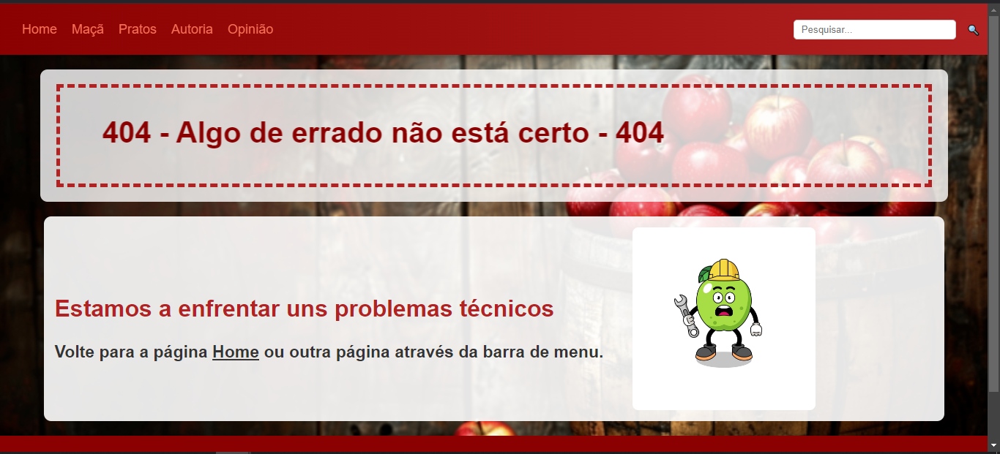 Home Maçã Pratos Autoria Opinião Pesquisar...
404 - Algo de errado não está certo - 404
Estamos a enfrentar uns problemas técnicos
Volte para a página Home ou outra página através da barra de menu.